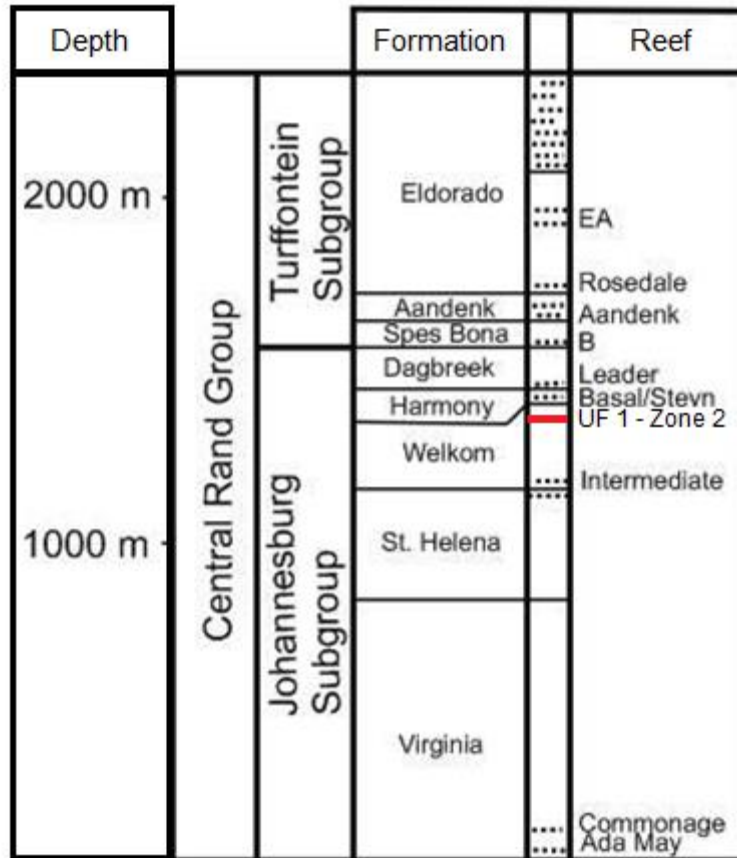 Depth
Formation
Reef
2000 m
1000 m
Central Rand Group
Turffontein
Subgroup
Johannesburg
Subgroup
Eldorado
Aandenk
Spes Bona
Dagbreek
Harmony
Welkom
St. Helena
Virginia
EA
Rosedale
Aandenk
B
Leader
Basal/Stevn
UF 1 - Zone 2
Intermediate
Commonage
Ada May